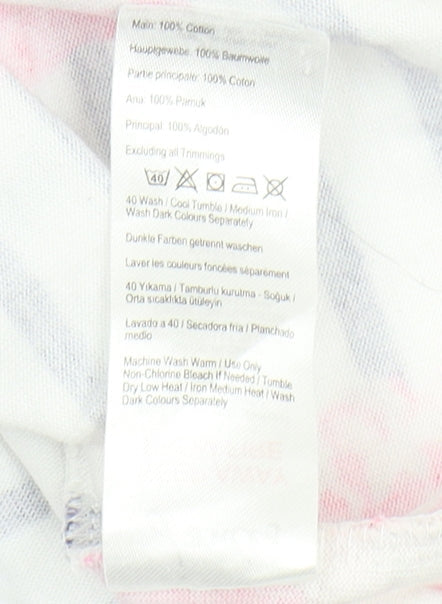 Main: 100% Cotton
Hauptgewebe: 100% Baumwolle
Partie principale: 100% Coton
Ana: 100% Pamuk
Principal: 100% Algodón
Excluding all Trimmings
40
40 Wash / Cool Tumble / Medium Iron /
Wash Dark Colours Separately
Dunkle Farben getrennt waschen
Laver les couleurs foncées séparément
40 Yıkama / Tamburlu kurutma - Soğuk /
Orta sıcaklıkta ütüleyin
Lavado a 40 / Secadora fria / Planchado
medio
Machine Wash Warm / Use Only
Non-Chlorine Bleach If Needed / Tumble
Dry Low Heat / Iron Medium Heat / Wash
Dark Colours Separately